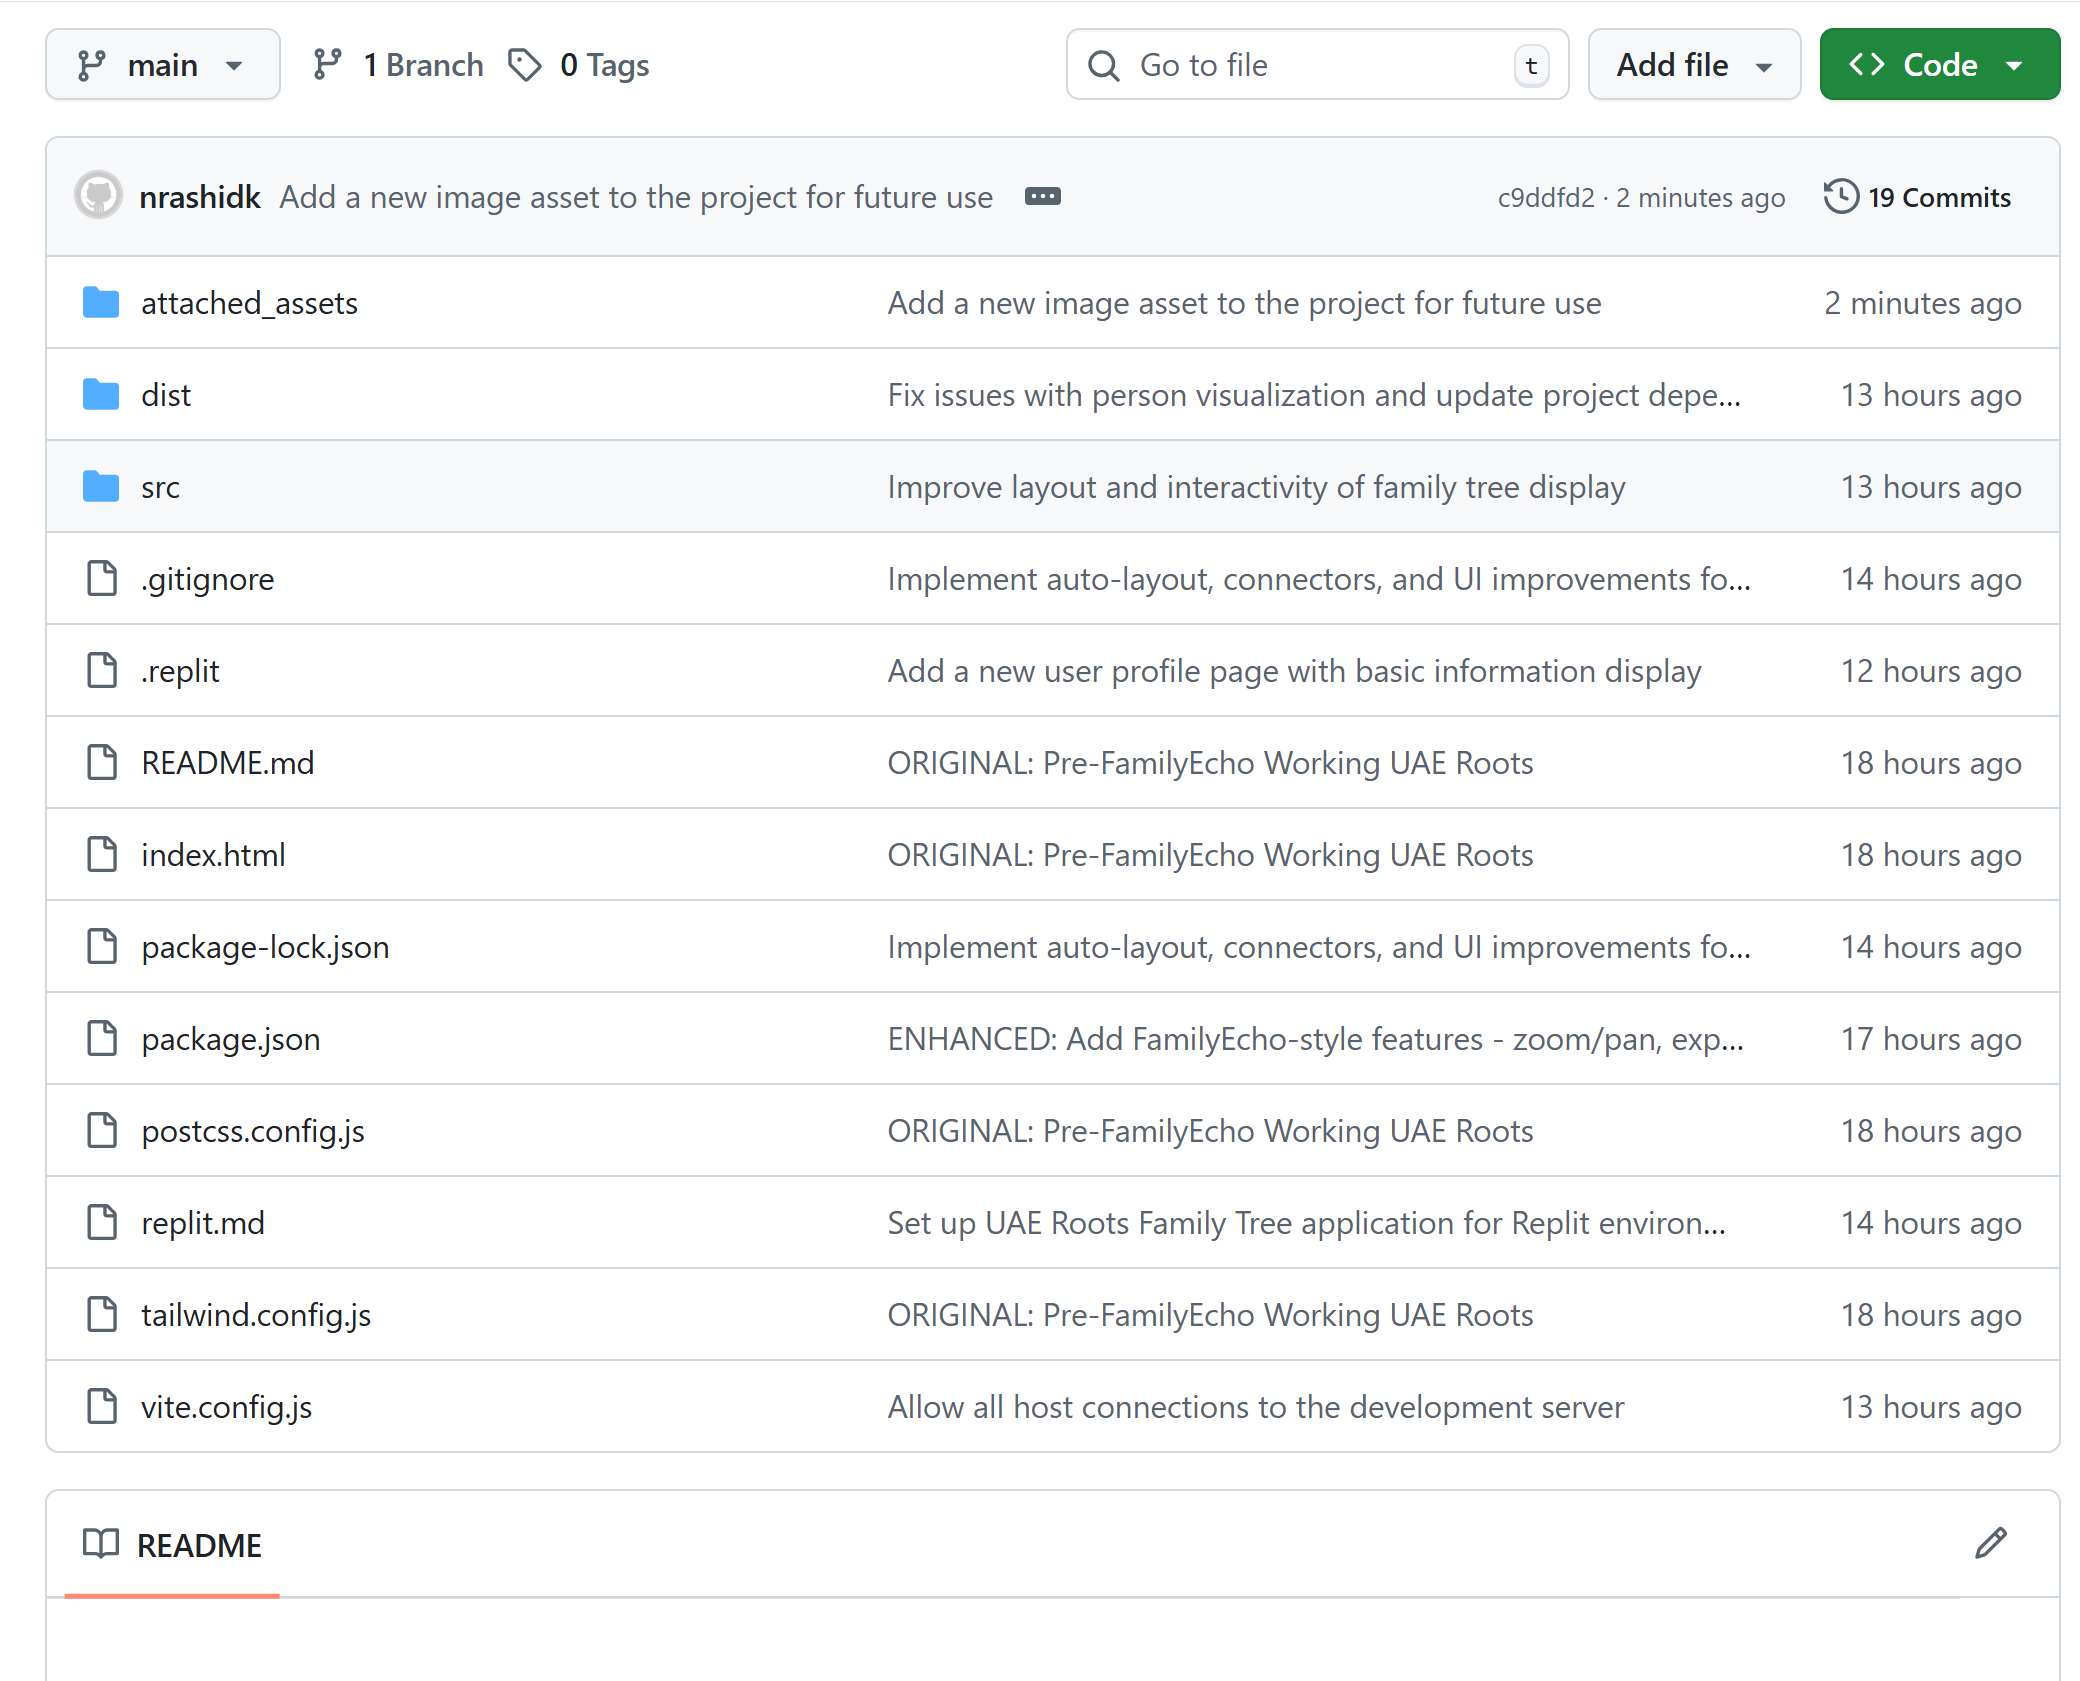 main 1 Branch 0 Tags Go to file t Add file Code
nrashidk Add a new image asset to the project for future use c9ddfd2 · 2 minutes ago 19 Commits
attached_assets Add a new image asset to the project for future use 2 minutes ago
dist Fix issues with person visualization and update project depe... 13 hours ago
src Improve layout and interactivity of family tree display 13 hours ago
.gitignore Implement auto-layout, connectors, and UI improvements fo... 14 hours ago
.replit Add a new user profile page with basic information display 12 hours ago
README.md ORIGINAL: Pre-FamilyEcho Working UAE Roots 18 hours ago
index.html ORIGINAL: Pre-FamilyEcho Working UAE Roots 18 hours ago
package-lock.json Implement auto-layout, connectors, and UI improvements fo... 14 hours ago
package.json ENHANCED: Add FamilyEcho-style features - zoom/pan, exp... 17 hours ago
postcss.config.js ORIGINAL: Pre-FamilyEcho Working UAE Roots 18 hours ago
replit.md Set up UAE Roots Family Tree application for Replit environ... 14 hours ago
tailwind.config.js ORIGINAL: Pre-FamilyEcho Working UAE Roots 18 hours ago
vite.config.js Allow all host connections to the development server 13 hours ago
README